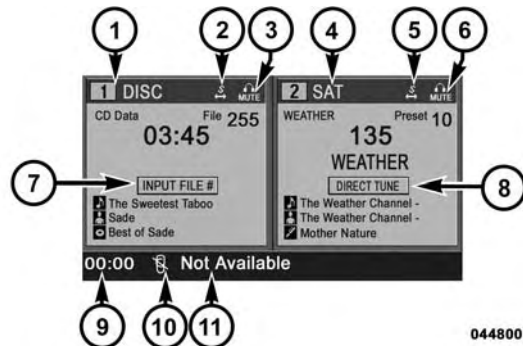 1 2 3 4 5 6
1 DISC S MUTE 2 SAT S MUTE
CD Data File 255
03:45
INPUT FILE #
The Sweetest Taboo
Sade
Best of Sade
WEATHER Preset 10
135
WEATHER
DIRECT TUNE
The Weather Channel -
The Weather Channel -
Mother Nature
7 8
00:00 Not Available
9 10 11
044800